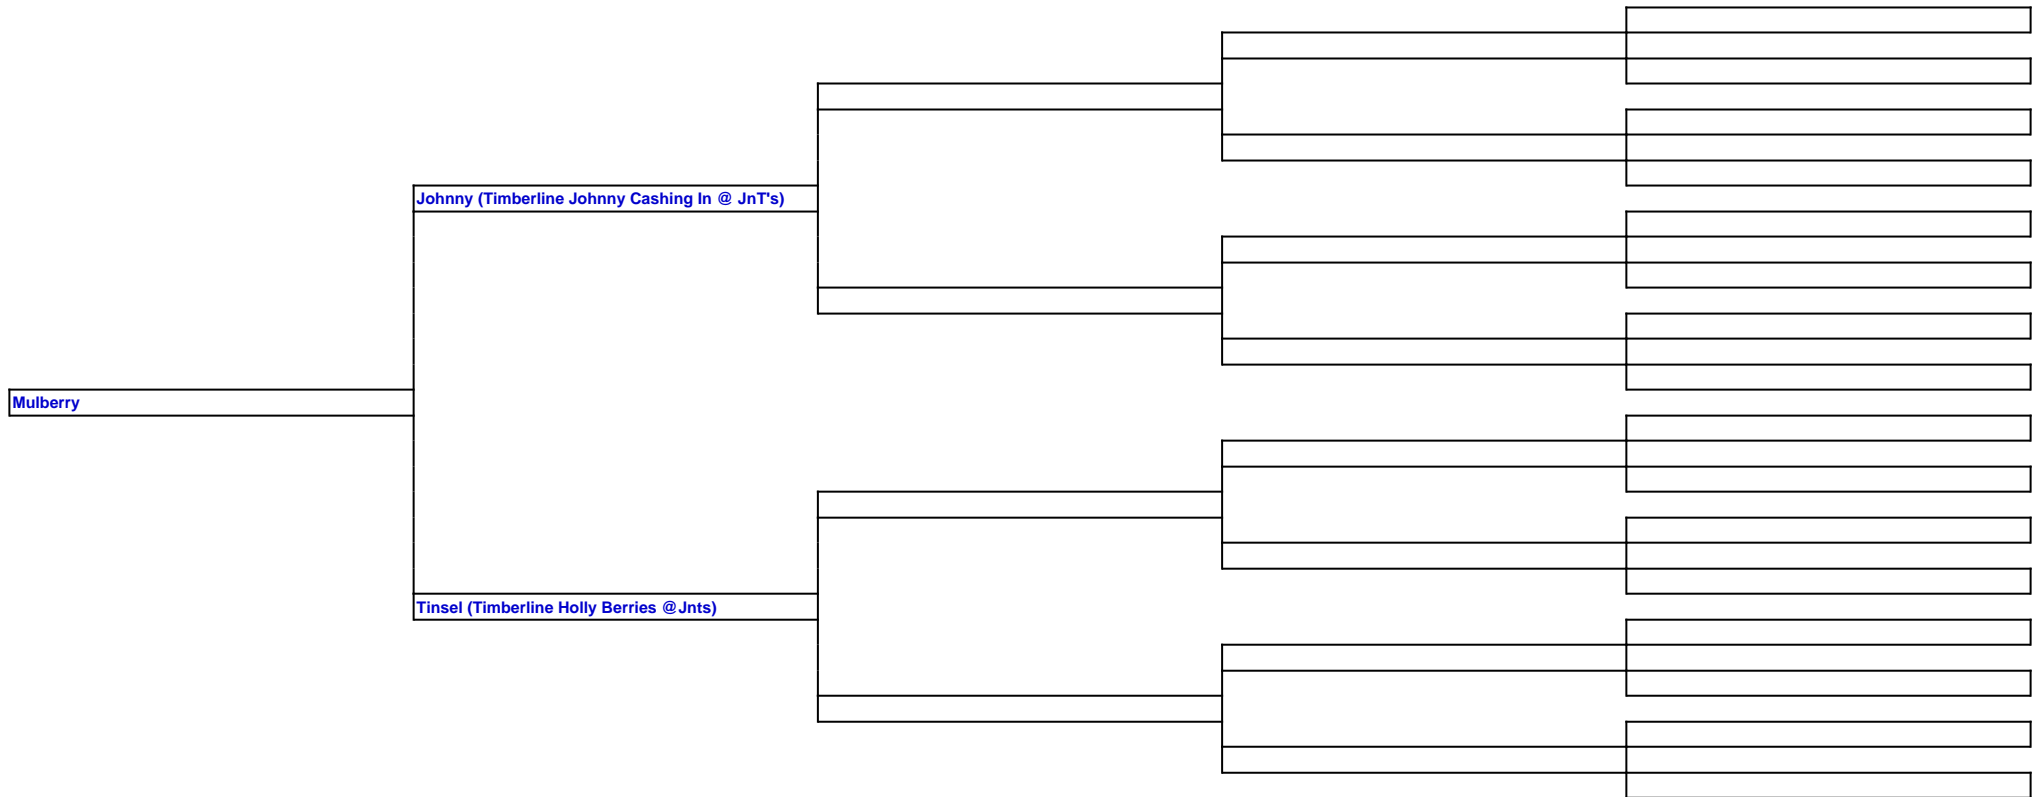 Johnny (Timberline Johnny Cashing In @ JnT's)
Mulberry
Tinsel (Timberline Holly Berries @Jnts)